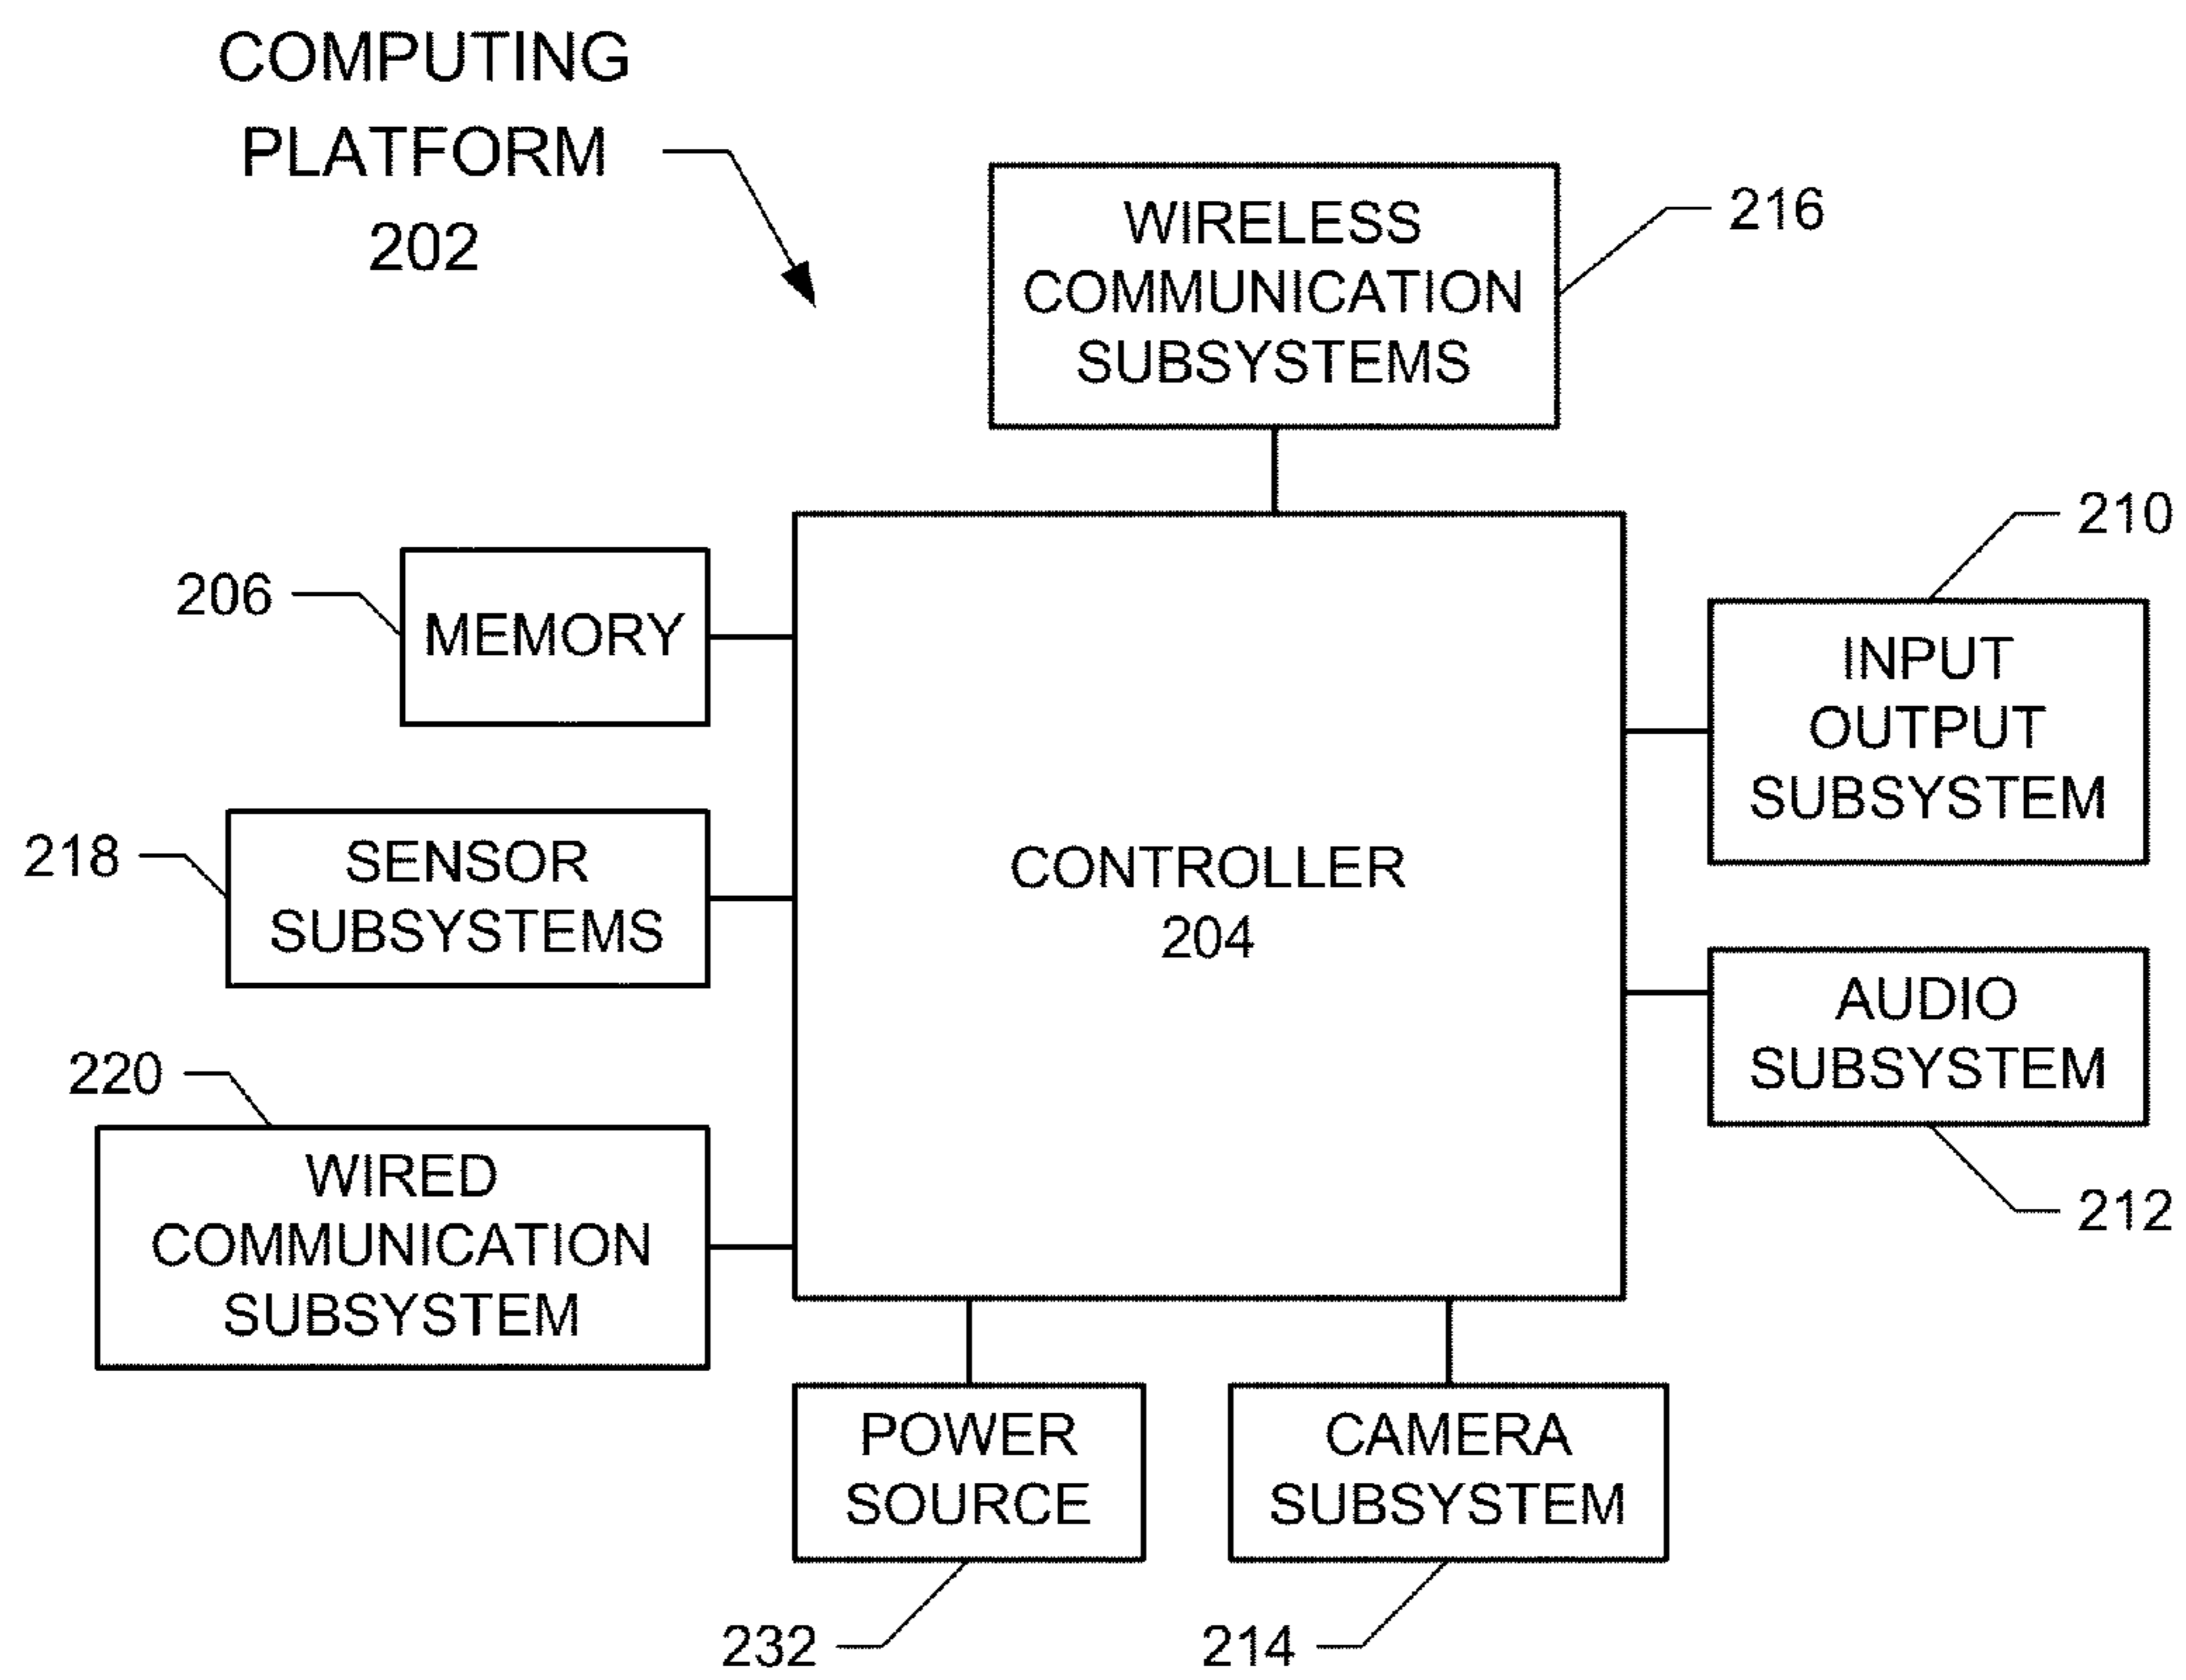 COMPUTING
PLATFORM
202
WIRELESS
COMMUNICATION
SUBSYSTEMS
216
206
MEMORY
210
INPUT
OUTPUT
SUBSYSTEM
218
SENSOR
SUBSYSTEMS
CONTROLLER
204
AUDIO
SUBSYSTEM
212
220
WIRED
COMMUNICATION
SUBSYSTEM
POWER
SOURCE
232
CAMERA
SUBSYSTEM
214